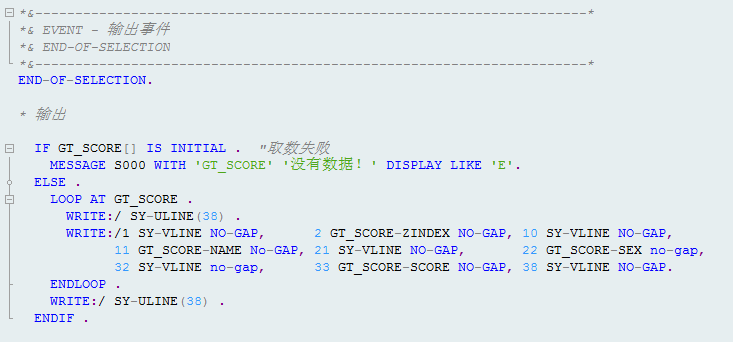 *&---------------------------------------------------------------------*
*& EVENT - 输出事件
*& END-OF-SELECTION
*&---------------------------------------------------------------------*
END-OF-SELECTION.
* 输出
IF GT_SCORE[] IS INITIAL . "取数失败
MESSAGE S000 WITH 'GT_SCORE' '没有数据！' DISPLAY LIKE 'E'.
ELSE .
LOOP AT GT_SCORE .
WRITE:/ SY-ULINE(38) .
WRITE:/1 SY-VLINE NO-GAP, 2 GT_SCORE-ZINDEX NO-GAP, 10 SY-VLINE NO-GAP,
11 GT_SCORE-NAME No-GAP, 21 SY-VLINE NO-GAP, 22 GT_SCORE-SEX no-gap,
32 SY-VLINE no-gap, 33 GT_SCORE-SCORE NO-GAP, 38 SY-VLINE NO-GAP.
ENDLOOP .
WRITE:/ SY-ULINE(38) .
ENDIF .